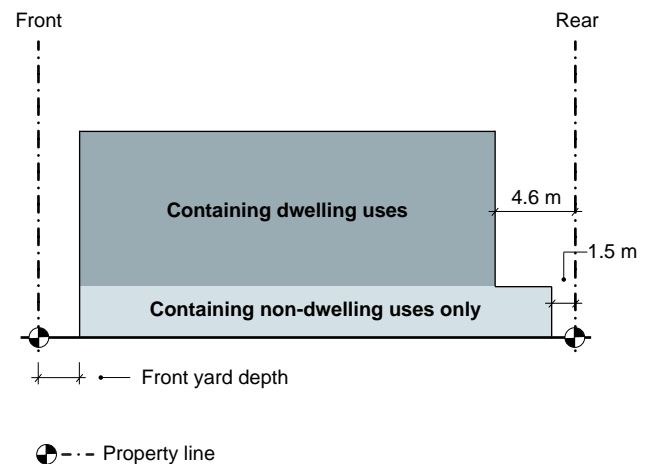 Front
Rear
Containing dwelling uses
4.6 m
1.5 m
Containing non-dwelling uses only
Front yard depth
Property line